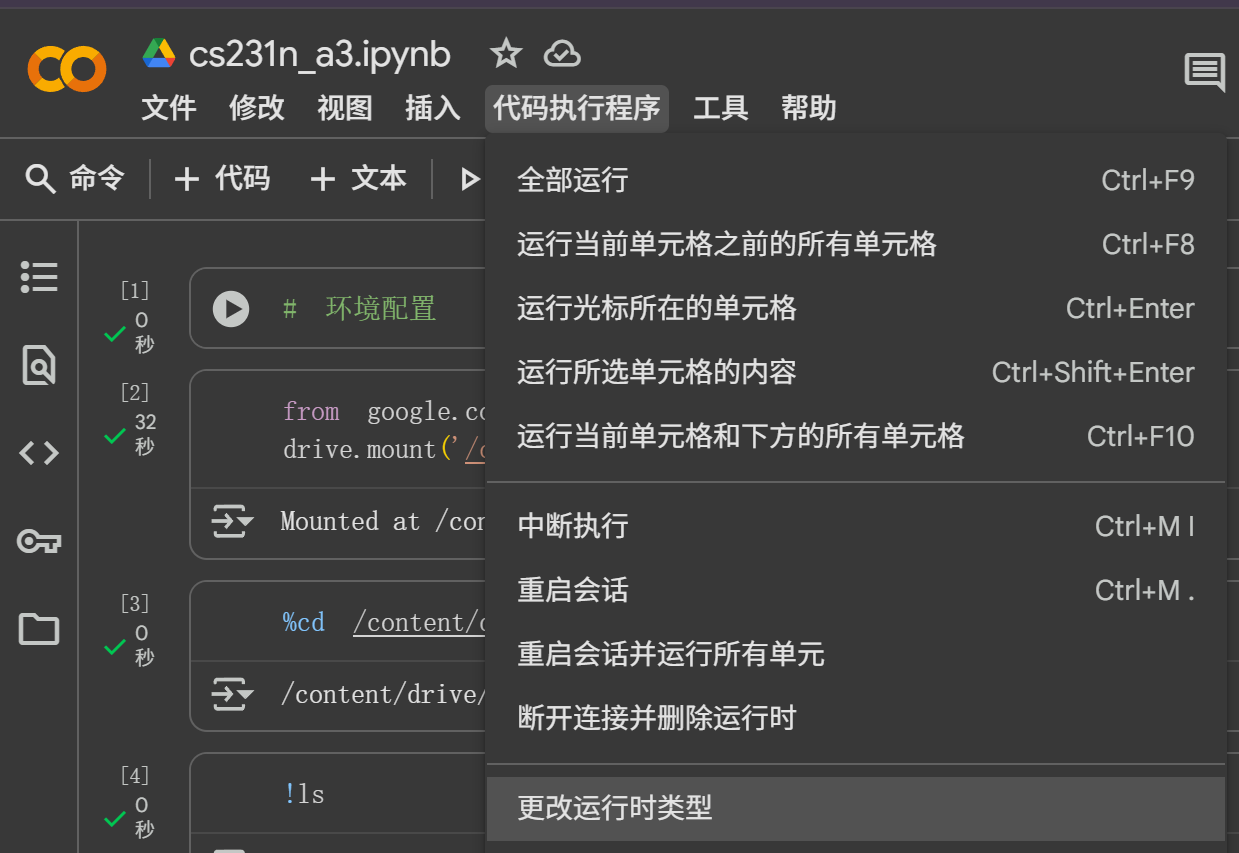 cs231n_a3.ipynb
文件 修改 视图 插入 代码执行程序 工具 帮助
命令 + 代码 + 文本
全部运行 Ctrl+F9
运行当前单元格之前的所有单元格 Ctrl+F8
运行光标所在的单元格 Ctrl+Enter
运行所选单元格的内容 Ctrl+Shift+Enter
运行当前单元格和下方的所有单元格 Ctrl+F10
中断执行 Ctrl+M I
重启会话 Ctrl+M .
重启会话并运行所有单元
断开连接并删除运行时
更改运行时类型
[1]
0
秒
# 环境配置
[2]
32
秒
from google.co
drive.mount('/
Mounted at /con
[3]
0
秒
%cd /content/
/content/drive/
[4]
0
秒
!ls